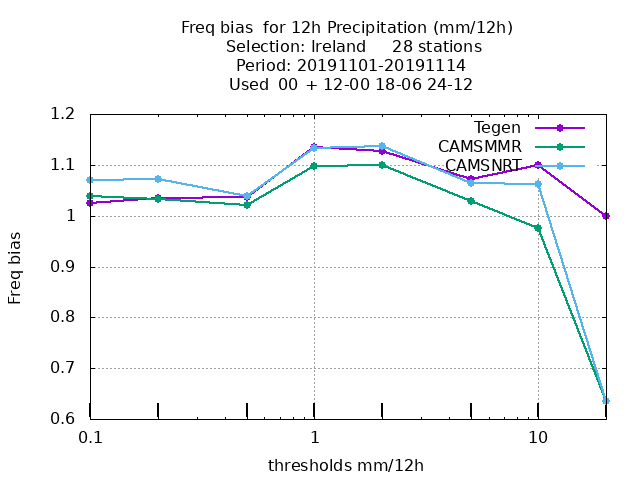 Freq bias  for 12h Precipitation (mm/12h)
Selection: Ireland     28 stations
Period: 20191101-20191114
Used  00 + 12-00 18-06 24-12
1.2
Tegen
CAMSMMR
1.1
CAMSNRT
1
0.9
Freq bias
0.8
0.7
0.6
0.1 1 10
thresholds mm/12h